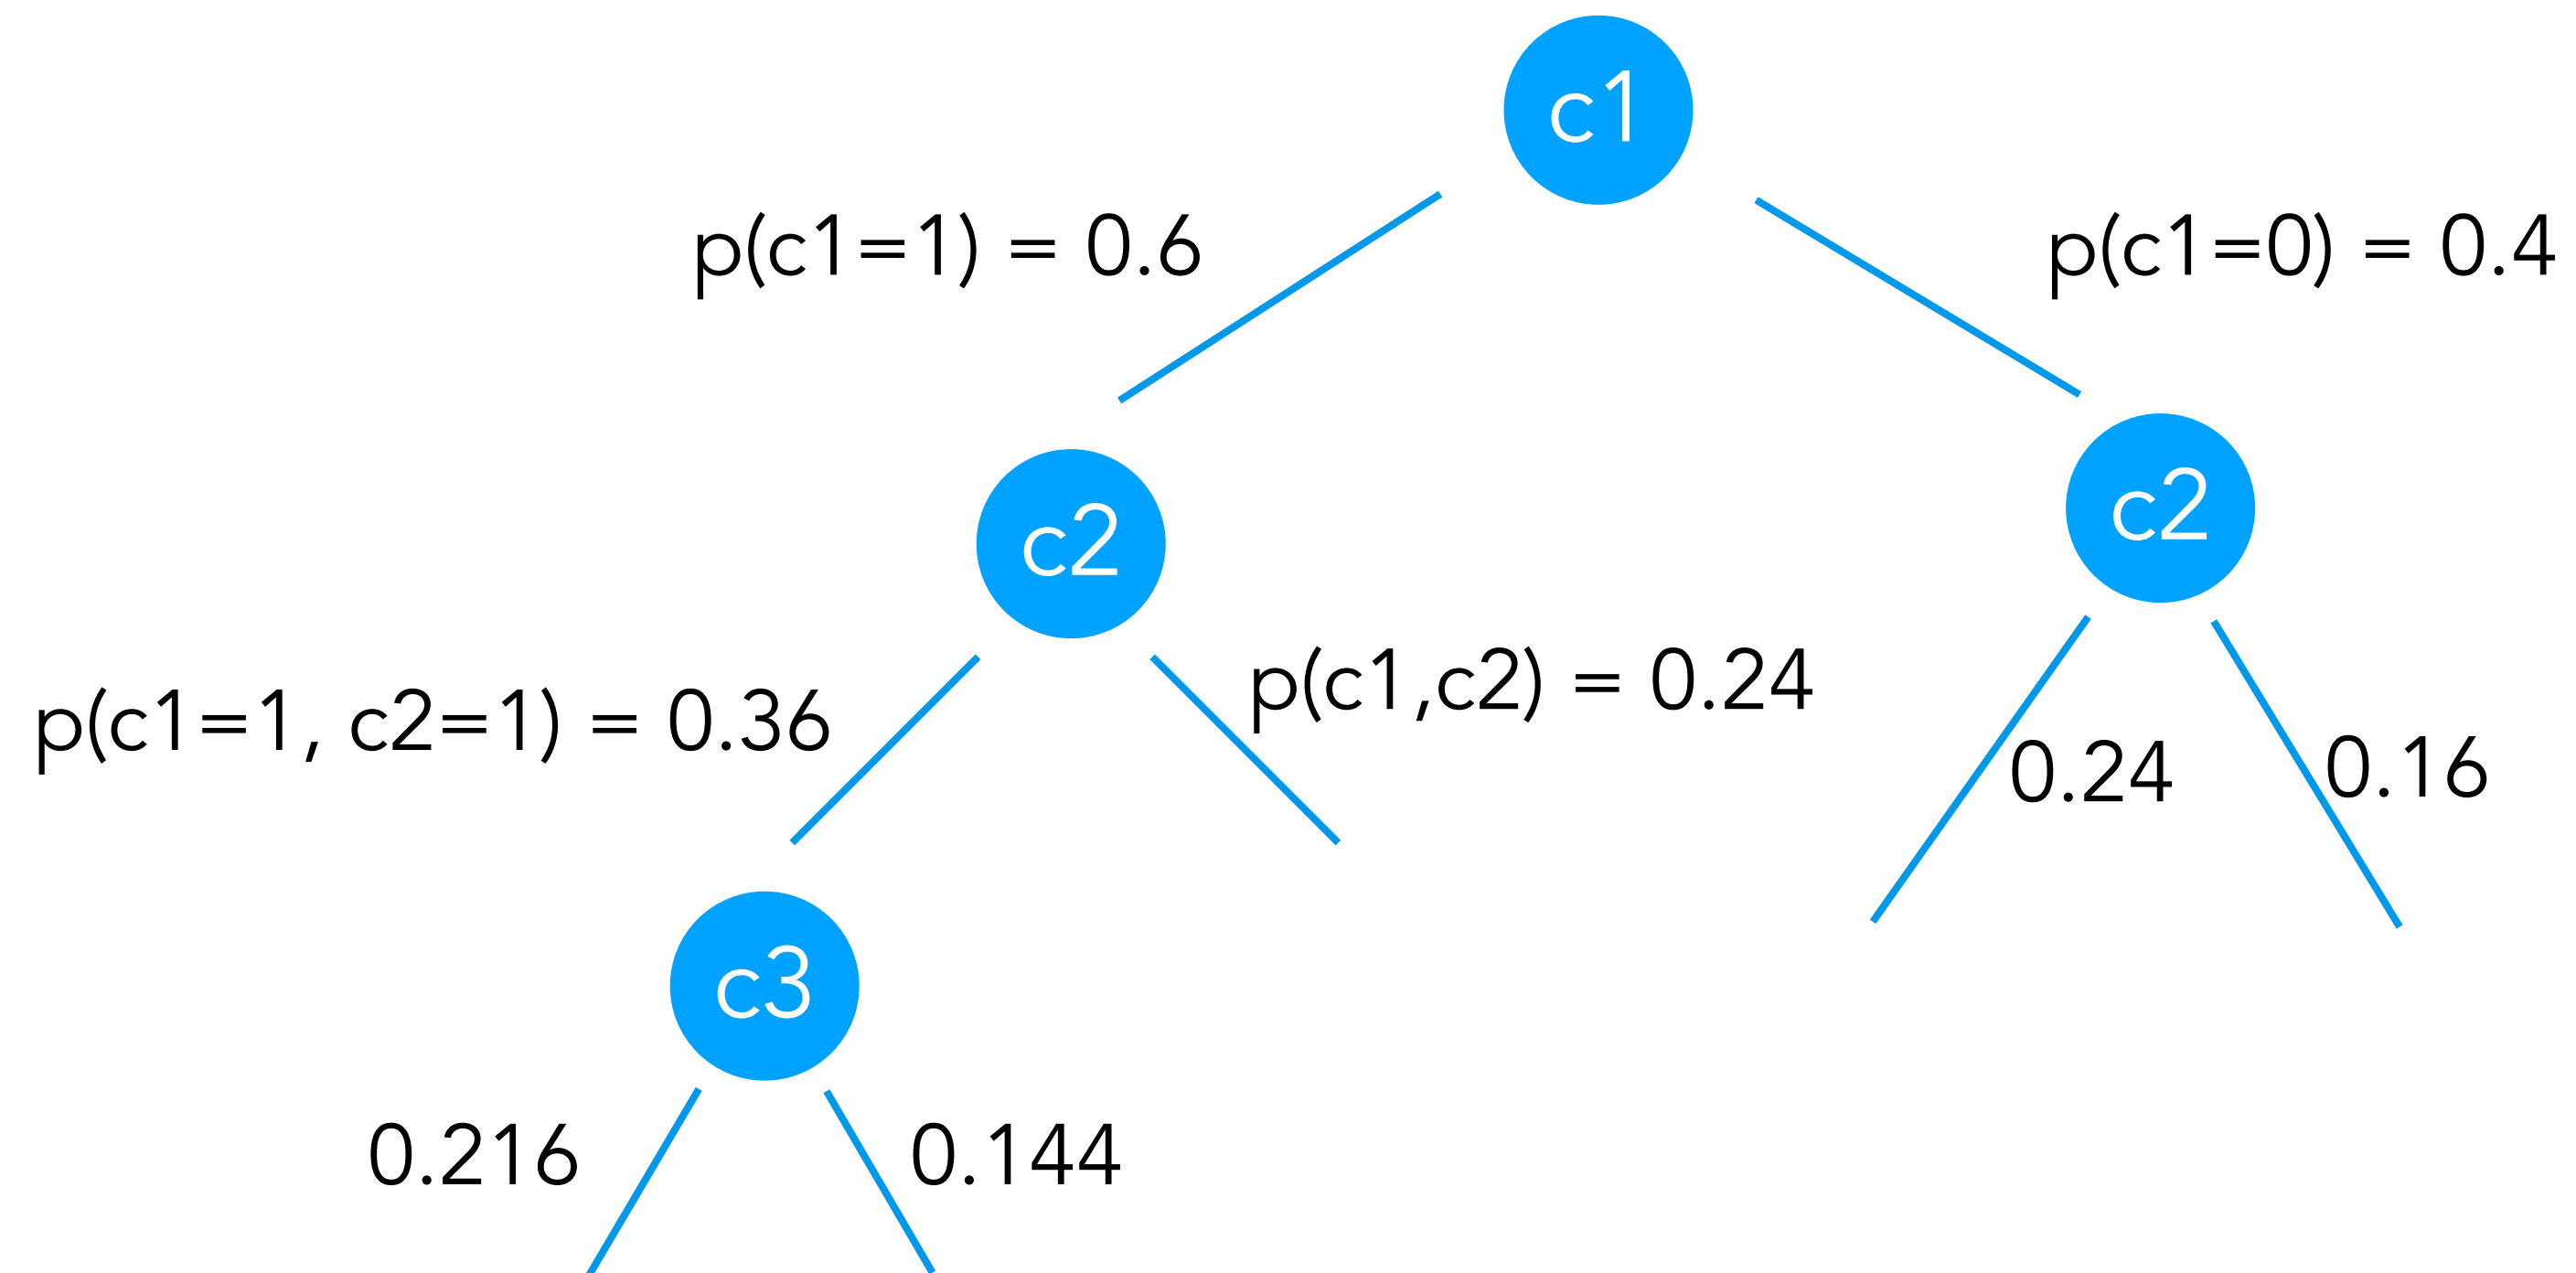 c1
p(c1=1) = 0.6
p(c1=0) = 0.4
c2
c2
p(c1=1, c2=1) = 0.36
p(c1,c2) = 0.24
0.24
0.16
c3
0.216
0.144